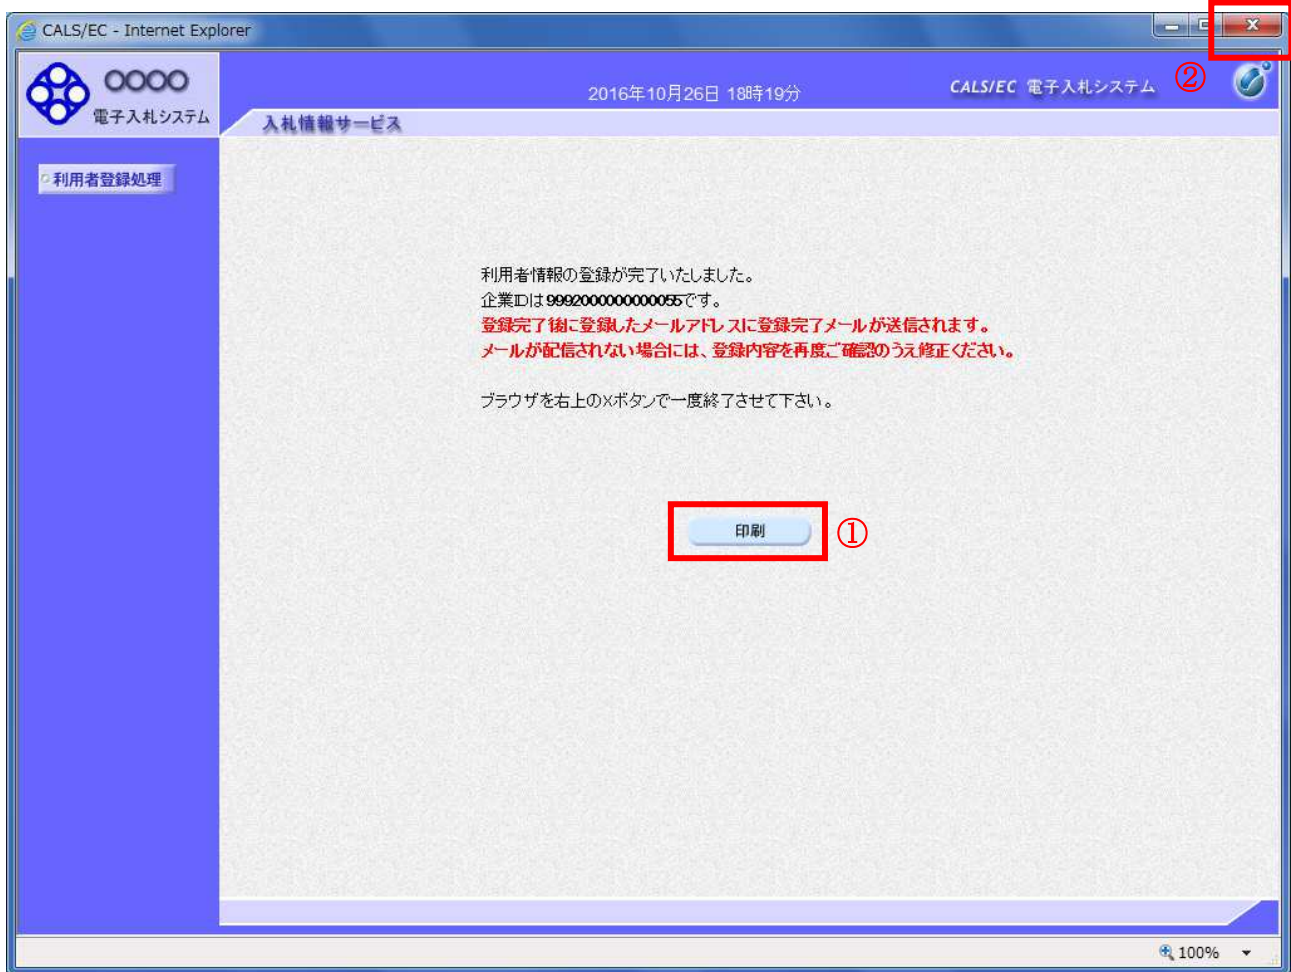 CALS/EC - Internet Explorer
〇〇〇〇
電子入札システム
2016年10月26日 18時19分
CALS/EC 電子入札システム
②
入札情報サービス
利用者登録処理
利用者情報の登録が完了いたしました。
企業IDは9992000000000055です。
登録完了後に登録したメールアドレスに登録完了メールが送信されます。
メールが配信されない場合には、登録内容を再度ご確認のうえ修正ください。
ブラウザを右上の×ボタンで一度終了させて下さい。
印刷
①
100%